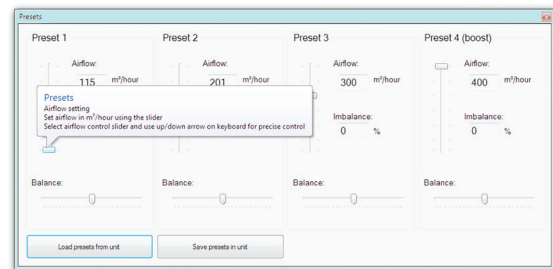 Presets
Preset 1
Preset 2
Preset 3
Preset 4 (boost)
Airflow:
Airflow:
Airflow:
Airflow:
115 m³/hour
201 m³/hour
300 m³/hour
400 m³/hour
Presets
Airflow setting
Set airflow in m³/hour using the slider
Select airflow control slider and use up/down arrow on keyboard for precise control
Imbalance:
Imbalance:
0 %
0 %
Balance:
Balance:
Balance:
Balance:
Load presets from unit
Save presets in unit